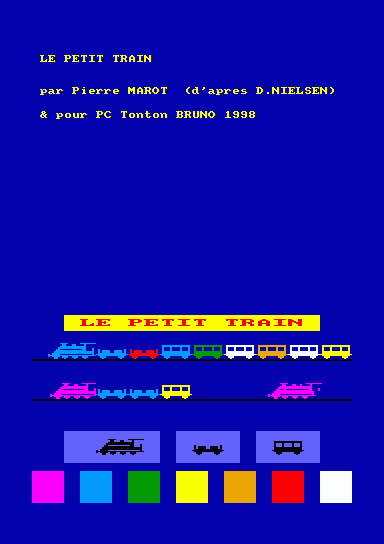 LE PETIT TRAIN
par Pierre MAROT (d'apres D.NIELSEN)
& pour PC Tonton BRUNO 1998
LE PETIT TRAIN